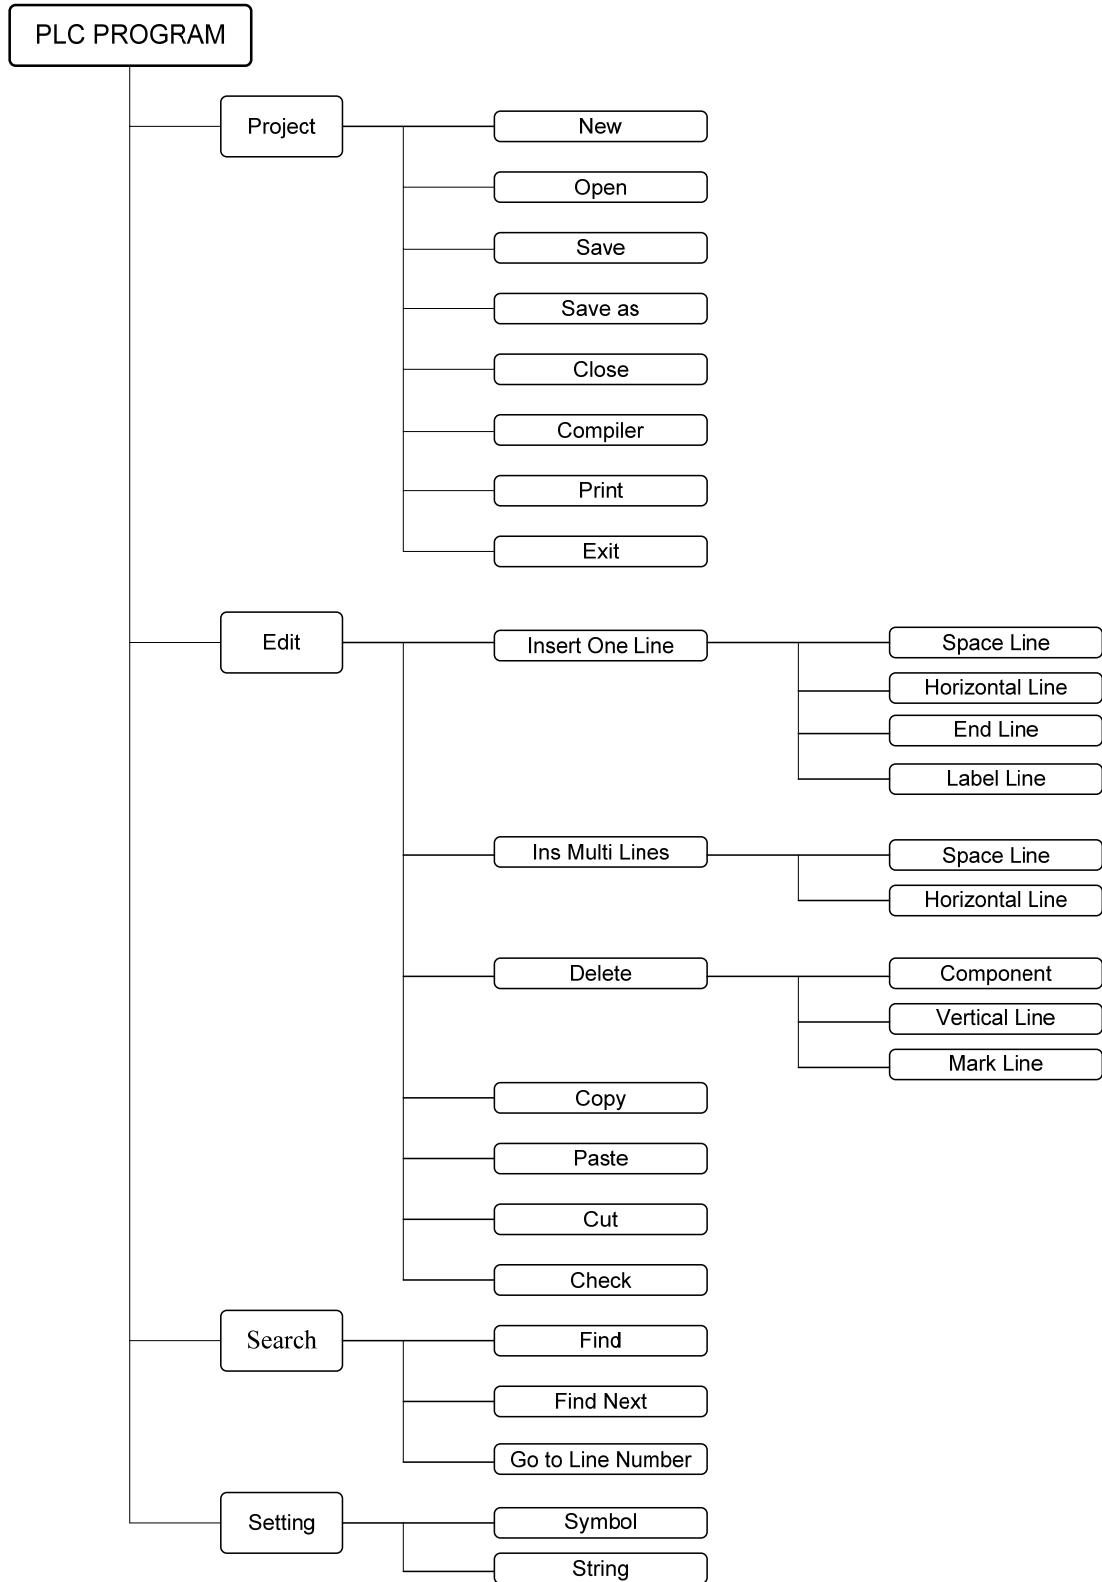 PLC PROGRAM
Project
New
Open
Save
Save as
Close
Compiler
Print
Exit
Edit
Insert One Line
Space Line
Horizontal Line
End Line
Label Line
Ins Multi Lines
Space Line
Horizontal Line
Delete
Component
Vertical Line
Mark Line
Copy
Paste
Cut
Check
Search
Find
Find Next
Go to Line Number
Setting
Symbol
String